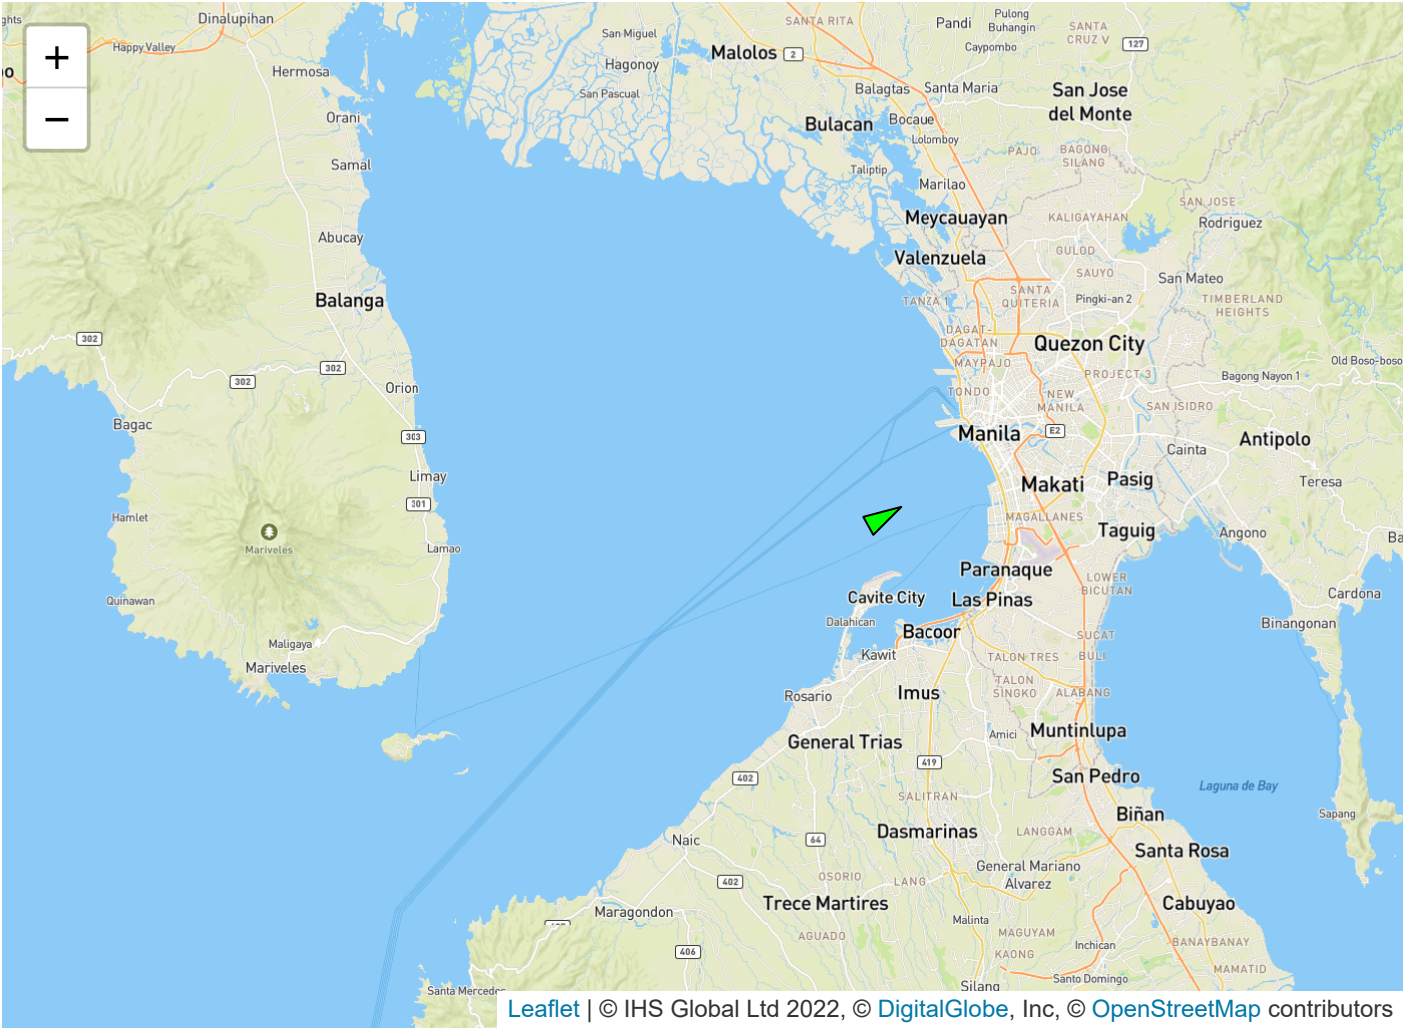 ghts
Dinalupihan
Happy Valley
+
−
o
Hermosa
Orani
Samal
Abucay
Balanga
302
302
302
Orion
Bagac
303
Limay
301
Hamlet
Mariveles
Lamao
Quinawan
Maligaya
Mariveles
San Miguel
Hagonoy
San Pascual
Malolos
2
SANTA RITA
Pandi
Pulong
Buhangin
Caypombo
SANTA
CRUZ V
127
Balagtas
Santa Maria
San Jose
del Monte
Bulacan
Bocaue
Lolomboy
PAJO
BAGONG
SILANG
Taliptip
Marilao
Meycauayan
KALIGAYAHAN
SAN JOSE
Rodriguez
Valenzuela
GULOD
SAUYO
San Mateo
TANZA 1
SANTA
QUITERIA
Pingki-an 2
TIMBERLAND
HEIGHTS
DAGAT-
DAGATAN
Quezon City
MAYPAJO
PROJECT 3
Old Boso-boso
Bagong Nayon 1
TONDO
NEW
MANILA
SAN ISIDRO
Manila
E2
Antipolo
Cainta
Makati
Pasig
Teresa
MAGALLANES
Taguig
Angono
Ba
Paranaque
LOWER
BICUTAN
Cavite City
Las Pinas
Cardona
Dalahican
Bacoor
Binangonan
SUCAT
Kawit
TALON TRES
BULI
TALON
SINGKO
ALABANG
Rosario
Imus
General Trias
Amici
Muntinlupa
402
419
San Pedro
Laguna de Bay
SALITRAN
Biñan
Sapang
Dasmarinas
LANGGAM
Naic
64
Santa Rosa
General Mariano
Alvarez
OSORIO
LANG
402
Trece Martires
Cabuyao
Maragondon
Malinta
AGUADO
MAGUYAM
Inchican
BANAYBANAY
406
KAONG
MAMATID
Santo Domingo
Silang
Santa Mercedes
Leaflet | © IHS Global Ltd 2022, © DigitalGlobe, Inc, © OpenStreetMap contributors